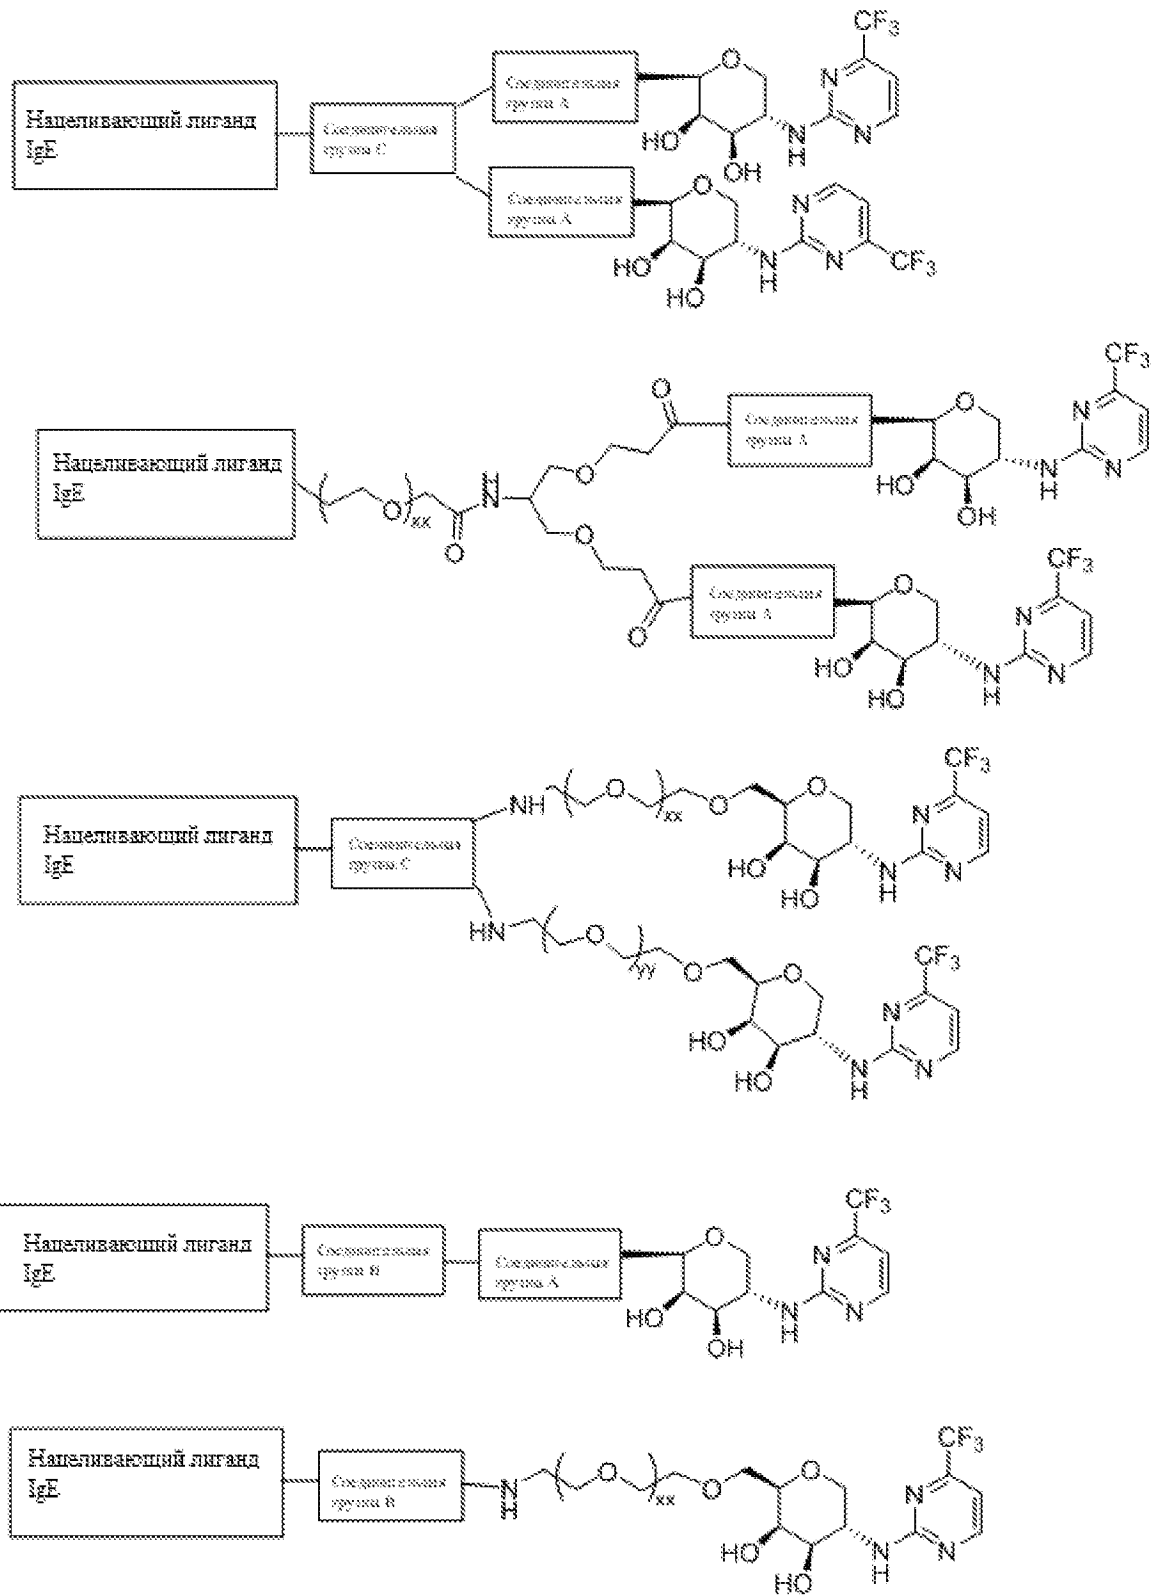 CF₃
O
N
Соединительная
группа A
Нацеливающий лиганд
IgE
Соединительная
группа C
HO
N
H
N
OH
Соединительная
группа A
O
N
HO
N
H
N
CF₃
HO
CF₃
O
O
N
Соединительная
группа A
Нацеливающий лиганд
IgE
H
N
O
HO
N
H
N
O
xx
OH
O
O
CF₃
O
N
Соединительная
группа A
O
HO
N
H
N
HO
CF₃
NH
O
O
O
xx
N
Нацеливающий лиганд
IgE
Соединительная
группа C
HO
N
H
N
HO
HN
O
O
O
yy
CF₃
N
HO
N
H
N
HO
CF₃
O
N
Нацеливающий лиганд
IgE
Соединительная
группа B
Соединительная
группа A
HO
N
H
N
OH
CF₃
Нацеливающий лиганд
IgE
Соединительная
группа B
N
H
O
xx
O
O
N
HO
N
H
N
HO